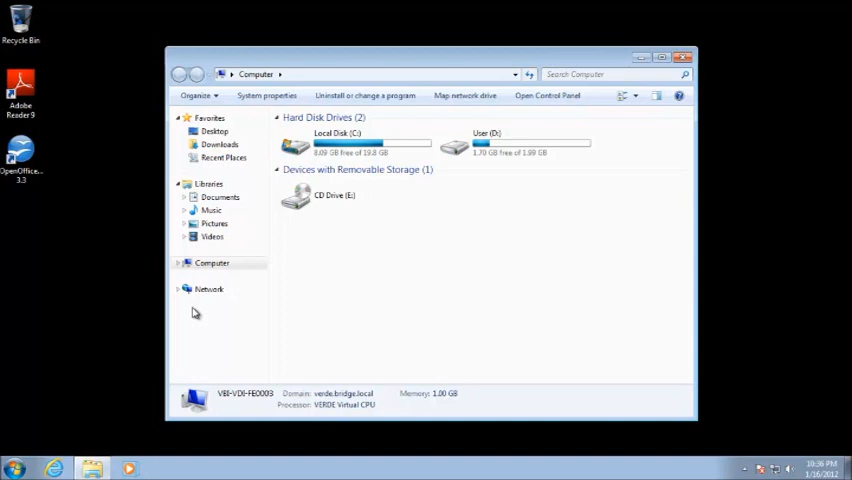 Recycle Bin
Adobe
Reader 9
OpenOffice...
3.3
Computer
Search Computer
Organize
System properties
Uninstall or change a program
Map network drive
Open Control Panel
Favorites
Desktop
Downloads
Recent Places
Libraries
Documents
Music
Pictures
Videos
Computer
Network
Hard Disk Drives (2)
Local Disk (C:)
8.09 GB free of 19.8 GB
User (D:)
1.70 GB free of 1.99 GB
Devices with Removable Storage (1)
CD Drive (E:)
VBI-VDI-FE0003 Domain: verde.bridge.local Memory: 1.00 GB
Processor: VERDE Virtual CPU
10:36 PM
1/16/2012